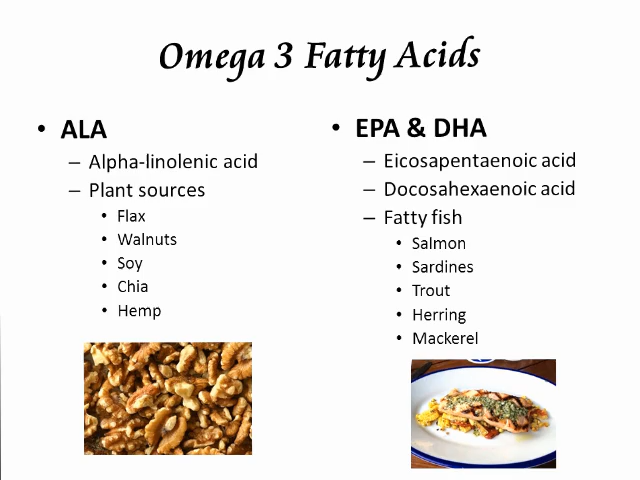 Omega 3 Fatty Acids
• ALA
– Alpha-linolenic acid
– Plant sources
• Flax
• Walnuts
• Soy
• Chia
• Hemp
• EPA & DHA
– Eicosapentaenoic acid
– Docosahexaenoic acid
– Fatty fish
• Salmon
• Sardines
• Trout
• Herring
• Mackerel